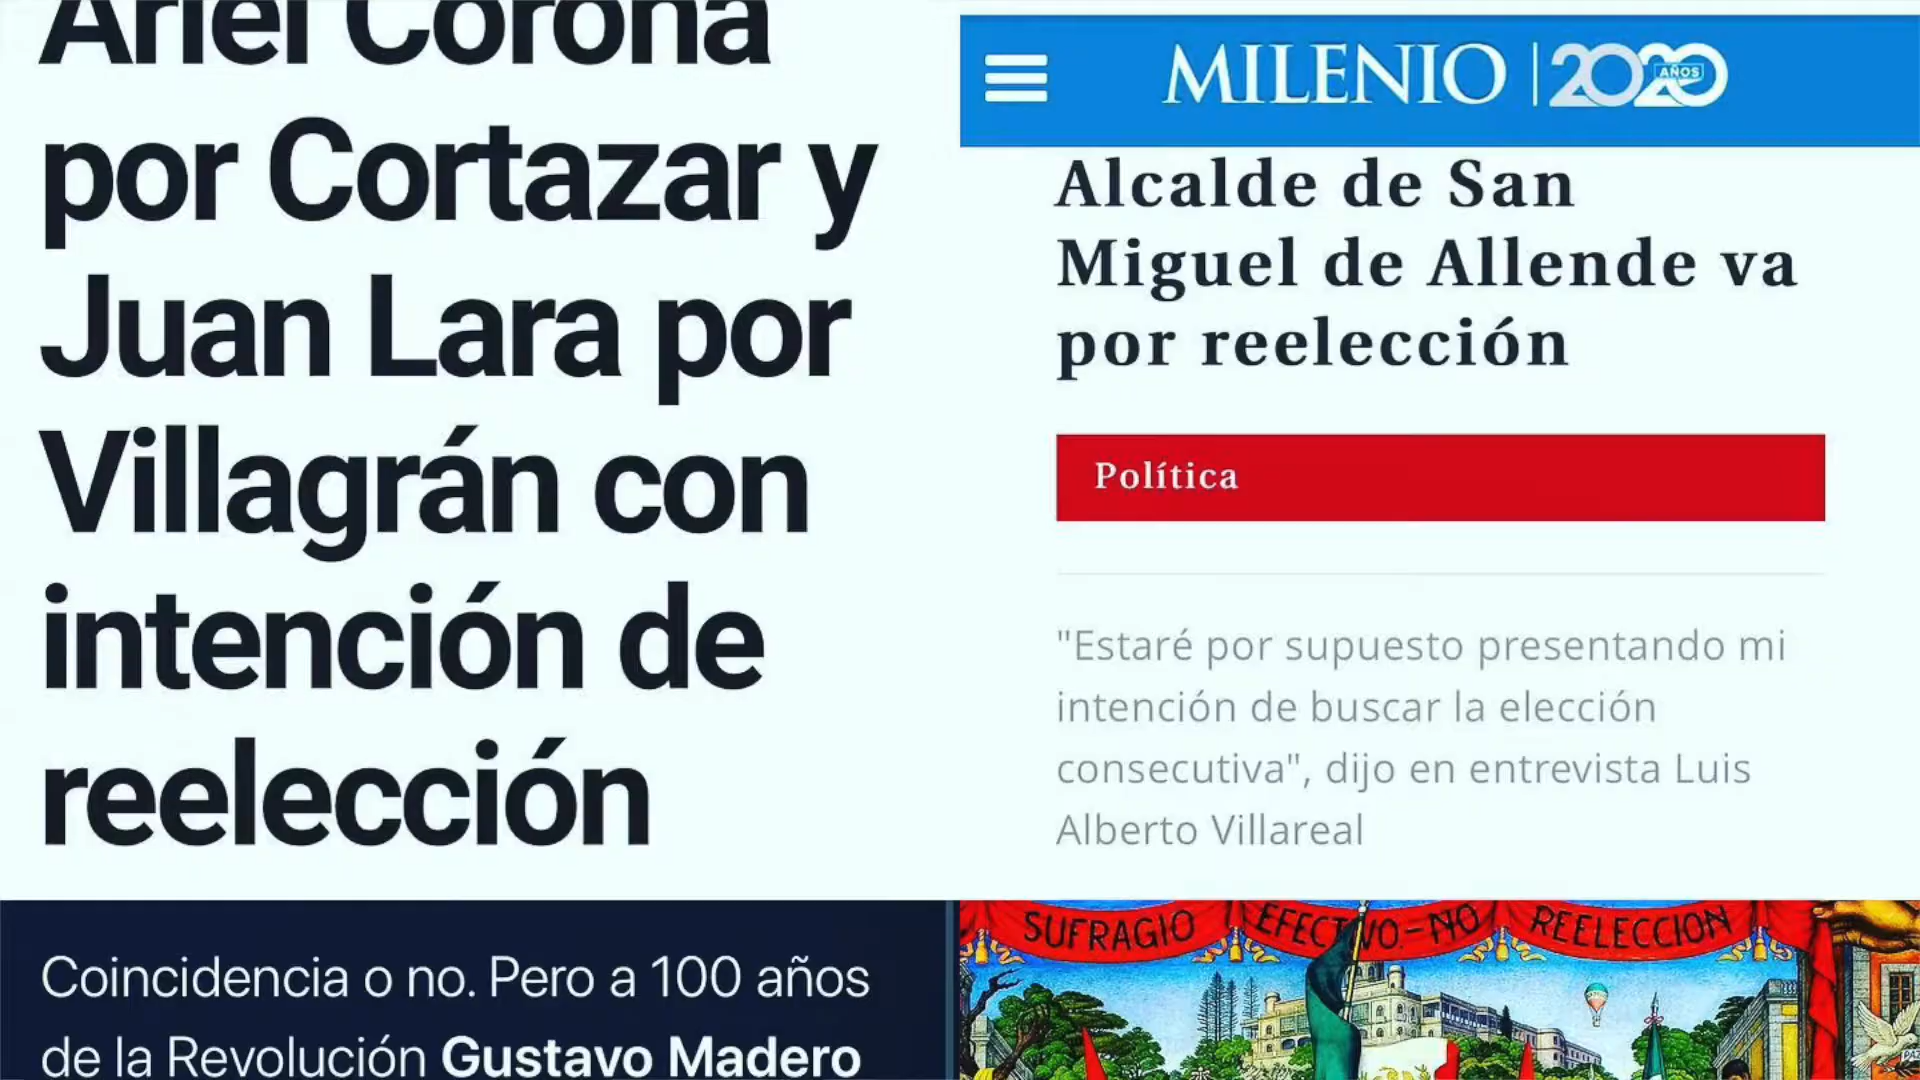 Ariel Corona
por Cortazar y
Juan Lara por
Villagrán con
intención de
reelección
Coincidencia o no. Pero a 100 años
de la Revolución Gustavo Madero
MILENIO | 2020
AÑOS
Alcalde de San
Miguel de Allende va
por reelección
Política
"Estaré por supuesto presentando mi
intención de buscar la elección
consecutiva", dijo en entrevista Luis
Alberto Villareal
SUFRAGIO EFECTIVO-NO REELECCION